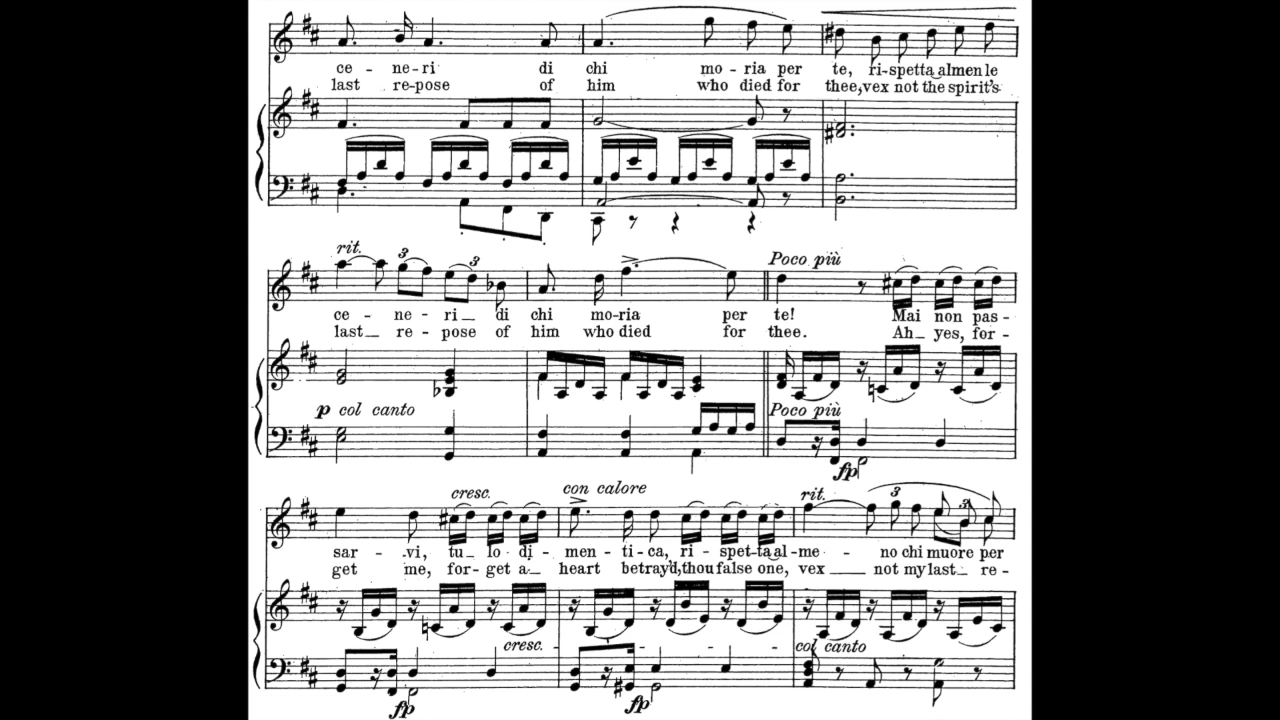 ce - ne - ri di chi mo - ria per te, ri - spetta almen le
last re - pose of him who died for thee, vex not the spirit's
rit.
3 3
Poco più
ce - ne - ri di chi mo - ria per te! Mai non pas -
last re - pose of him who died for thee. Ah yes, for -
p col canto
Poco più
fp
cresc.
con calore
rit.
3 3
sar - vi, tu lo di - men - ti - ca, ri - spet - ta al - me - no chi muore per
get me, for - get a heart betray'd, thou false one, vex not my last re -
cresc. - - - -
col canto
fp
fp